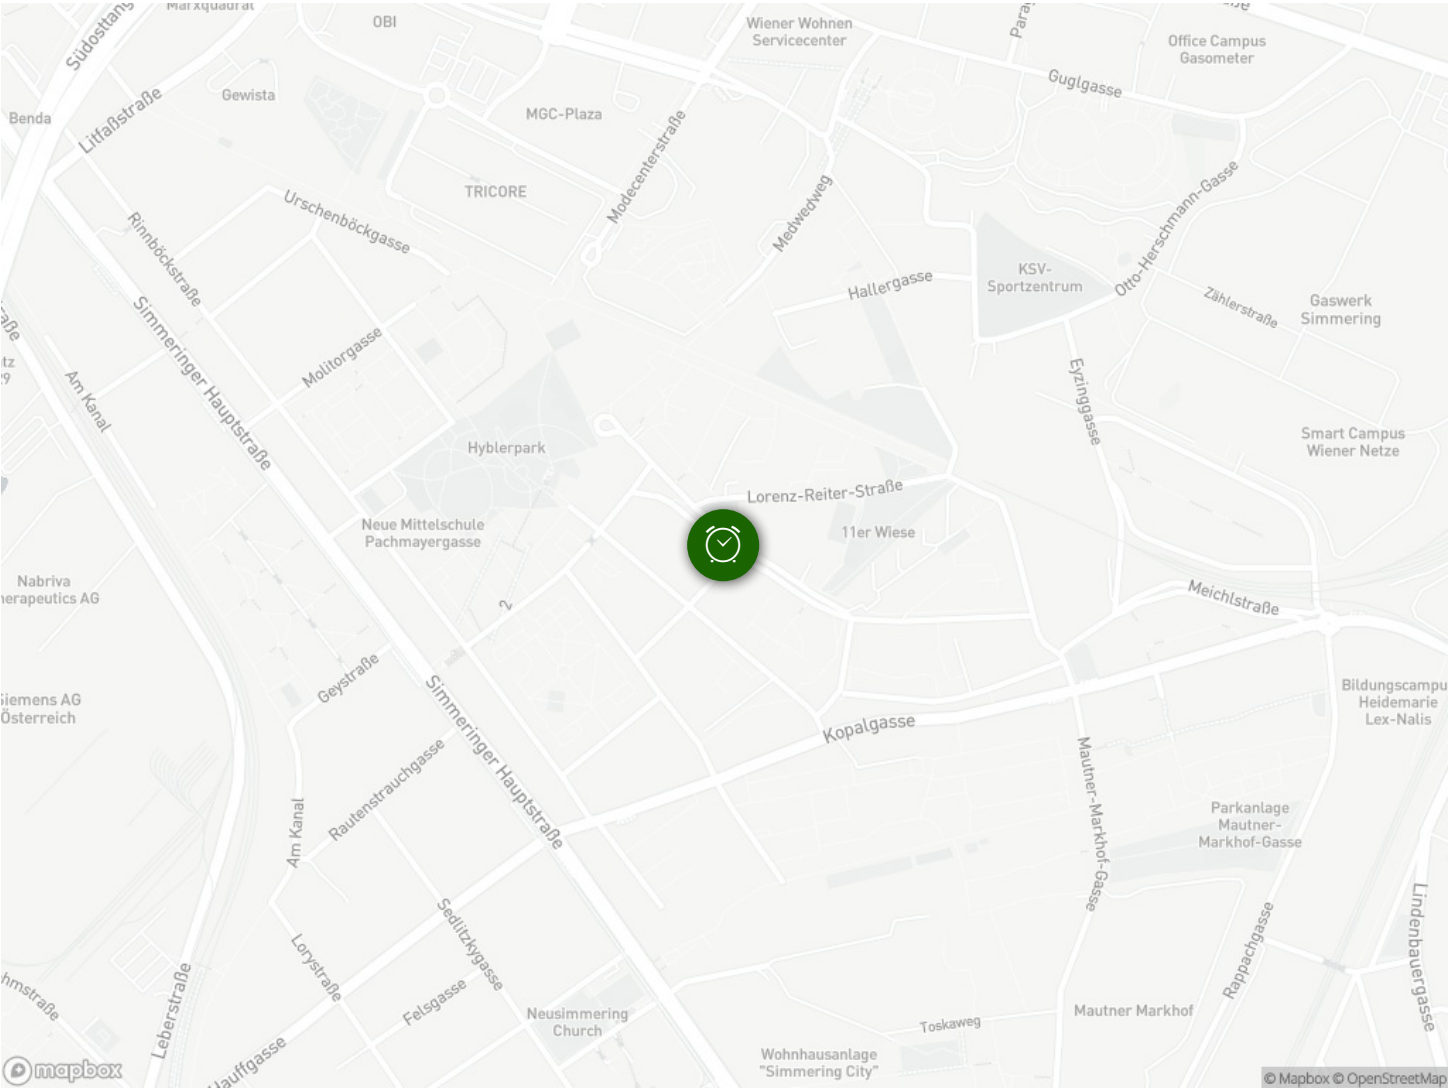 Marxquadrat
Südosttang
OBI
Wiener Wohnen
Servicecenter
Office Campus
Gasometer
Gewista
Guglgasse
Benda
Litfaßstraße
MGC-Plaza
Modecenterstraße
TRICORE
Medwedweg
Otto-Herschmann-Gasse
Urschenböckgasse
Rinnböckstraße
KSV-
Sportzentrum
Hallergasse
Zählerstraße
Gaswerk
Simmering
Simmeringer Hauptstraße
Molitorgasse
Am Kanal
Eyzinggasse
Hyblerpark
Smart Campus
Wiener Netze
Lorenz-Reiter-Straße
Neue Mittelschule
Pachmayergasse
11er Wiese
Nabriva
herapeutics AG
2
Meichlstraße
Geystraße
Siemens AG
Österreich
Simmeringer Hauptstraße
Bildungscampu
Heidemarie
Lex-Nalis
Kopalgasse
Rautenstrauchgasse
Am Kanal
Mautner-Markhof-Gasse
Parkanlage
Mautner-
Markhof-Gasse
Lindenbauergasse
Sedlitzkygasse
Rappachgasse
Lorystraße
Leberstraße
hmstraße
Felsgasse
Neusimmering
Church
Toskaweg
Mautner Markhof
Hauffgasse
Wohnhausanlage
"Simmering City"
mapbox
© Mapbox © OpenStreetMap